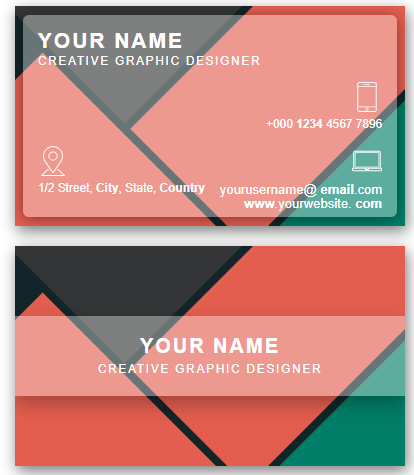 YOUR NAME
CREATIVE GRAPHIC DESIGNER
+000 1234 4567 7896
1/2 Street, City, State, Country
yourusername@ email.com
www.yourwebsite. com
YOUR NAME
CREATIVE GRAPHIC DESIGNER